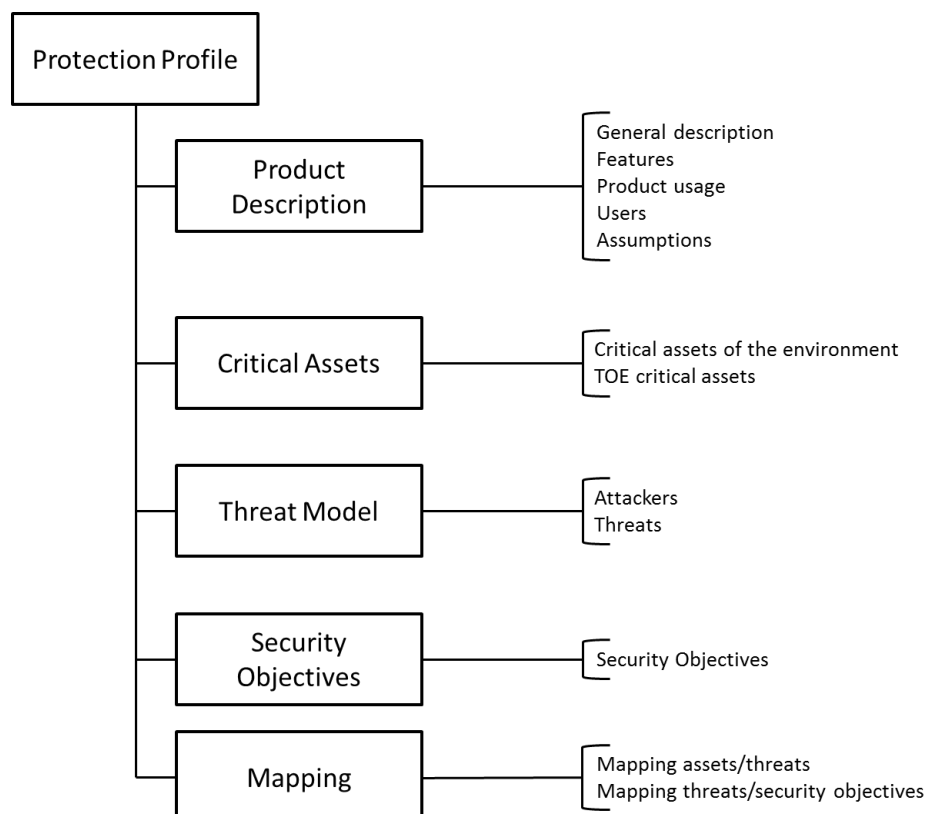 Protection Profile
Product
Description
General description
Features
Product usage
Users
Assumptions
Critical Assets
Critical assets of the environment
TOE critical assets
Threat Model
Attackers
Threats
Security
Objectives
Security Objectives
Mapping
Mapping assets/threats
Mapping threats/security objectives